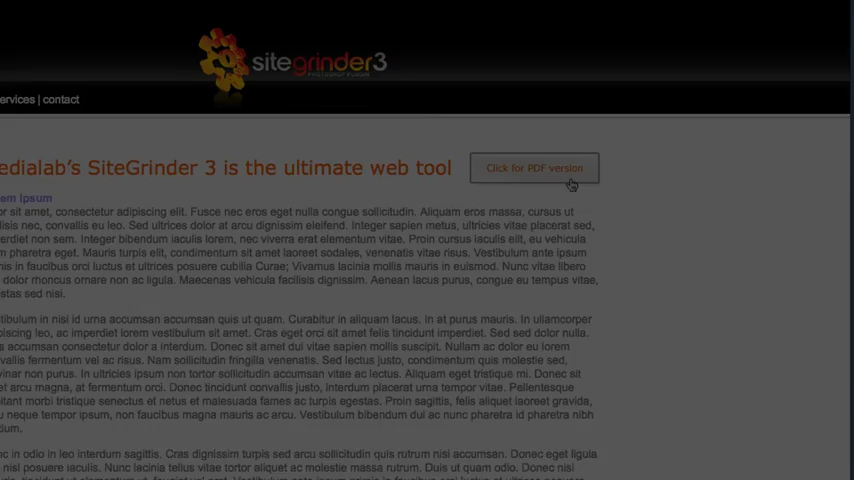 sitegrinder3
PHOTOSHOP PLUGIN
ervices | contact
edialab's SiteGrinder 3 is the ultimate web tool
Click for PDF version
em Ipsum
or sit amet, consectetur adipiscing elit. Fusce nec eros eget nulla congue sollicitudin. Aliquam eros massa, cursus ut
ilisis nec, convallis eu leo. Sed ultrices dolor at arcu dignissim eleifend. Integer sapien metus, ultricies vitae placerat sed,
erdiet non sem. Integer bibendum iaculis lorem, nec viverra erat elementum vitae. Proin cursus iaculis elit, eu vehicula
m pharetra eget. Mauris turpis elit, condimentum sit amet laoreet sodales, venenatis vitae risus. Vestibulum ante ipsum
nis in faucibus orci luctus et ultrices posuere cubilia Curae; Vivamus lacinia mollis mauris in euismod. Nunc vitae libero
dolor rhoncus ornare non ac ligula. Maecenas vehicula facilisis dignissim. Aenean lacus purus, congue eu tempus vitae,
stas sed nisi.
tibulum in nisi id urna accumsan accumsan quis ut quam. Curabitur in aliquam lacus. In at purus mauris. In ullamcorper
piscing leo, ac imperdiet lorem vestibulum sit amet. Cras eget orci sit amet felis tincidunt imperdiet. Sed sed dolor nulla.
us accumsan consectetur dolor a interdum. Donec sit amet dui vitae sapien mollis suscipit. Nullam ac dolor eu lorem
vallis fermentum vel ac risus. Nam sollicitudin fringilla venenatis. Sed lectus justo, condimentum quis molestie sed,
vinar non purus. In ultricies ipsum non tortor sollicitudin accumsan vitae ac lectus. Aliquam eget tristique mi. Donec sit
et arcu magna, at fermentum orci. Donec tincidunt convallis justo, interdum placerat urna tempor vitae. Pellentesque
bitant morbi tristique senectus et netus et malesuada fames ac turpis egestas. Proin sagittis, felis aliquet laoreet gravida,
u neque tempor ipsum, non faucibus magna mauris ac arcu. Vestibulum bibendum dui ac nunc pharetra id pharetra nibh
tium.
nc in odio in leo interdum sagittis. Cras dignissim turpis sed arcu sollicitudin quis rutrum nisi accumsan. Donec eget ligula
nisl posuere iaculis. Nunc lacinia tellus vitae tortor aliquet ac molestie massa rutrum. Duis ut quam odio. Donec nisi